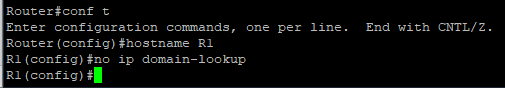 Router#conf t
Enter configuration commands, one per line.  End with CNTL/Z.
Router(config)#hostname R1
R1(config)#no ip domain-lookup
R1(config)#